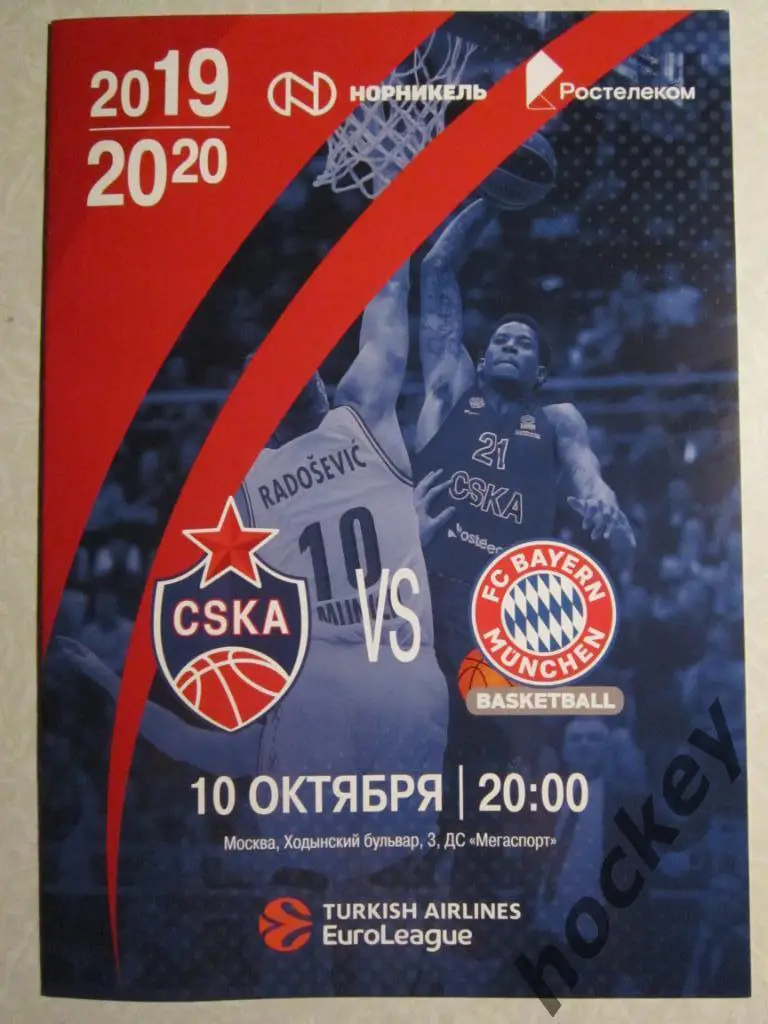 2019
2020
НОРНИКЕЛЬ
Ростелеком
RADOŠEVIĆ
10
21
CSKA
CSKA
VS
FC BAYERN
MÜNCHEN
BASKETBALL
10 ОКТЯБРЯ | 20:00
Москва, Ходынский бульвар, 3, ДС «Мегаспорт»
TURKISH AIRLINES
EuroLeague
hockey